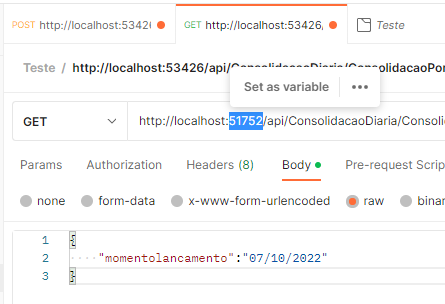 POST http://localhost:53426 GET http://localhost:53426, Teste
Teste / http://localhost:53426/api/ConsolidacaoDiaria/ConsolidacaoPor
Set as variable •••
GET http://localhost:51752/api/ConsolidacaoDiaria/Consoli
Params Authorization Headers (8) Body Pre-request Scrip
none form-data x-www-form-urlencoded raw binar
1 {
2 ····"momentolancamento":"07/10/2022"
3 }